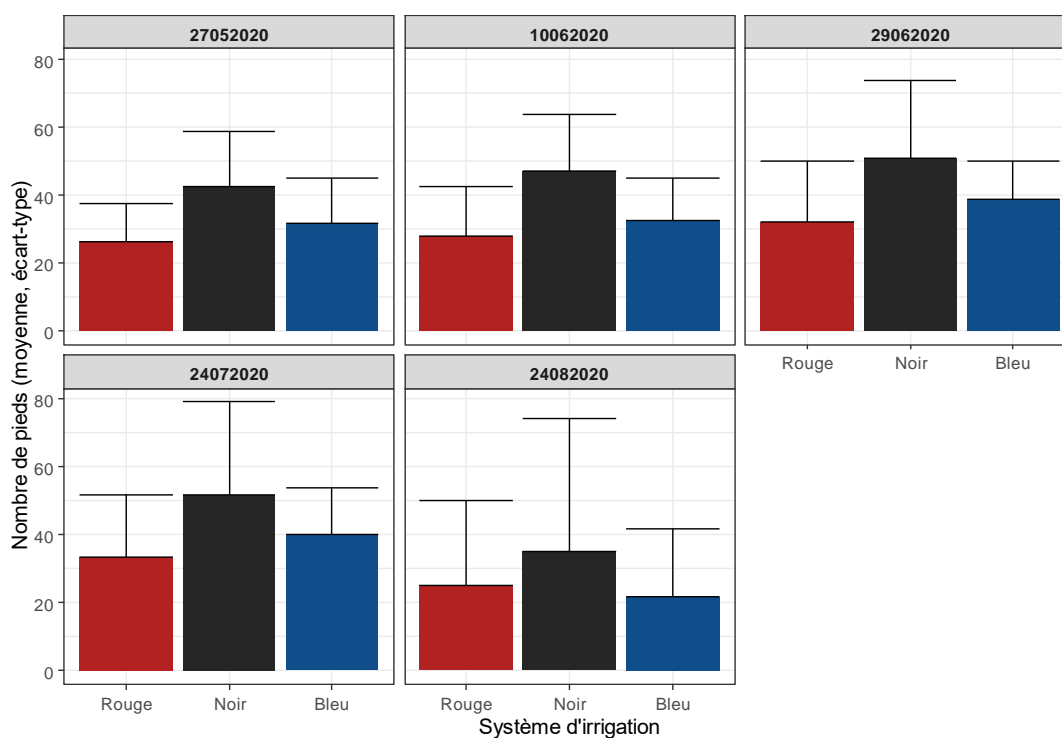 27052020 10062020 29062020
80
60
40
20
0
Rouge Noir Bleu
24072020 24082020
80
60
40
20
0
Rouge Noir Bleu Rouge Noir Bleu
Système d'irrigation
Nombre de pieds (moyenne, écart-type)